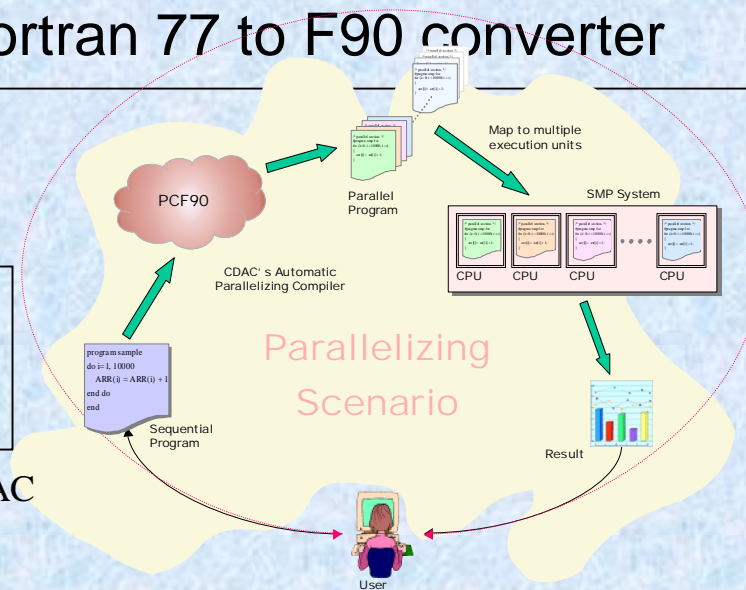 ortran 77 to F90 converter
Map to multiple
execution units
SMP System
PCF90
Parallel
Program
CPU
CPU
CPU
CPU
CDAC's Automatic
Parallelizing Compiler
Parallelizing
Scenario
program sample
do i=1, 10000
ARR(i) = ARR(i) + 1
end do
end
Sequential
Program
Result
AC
User